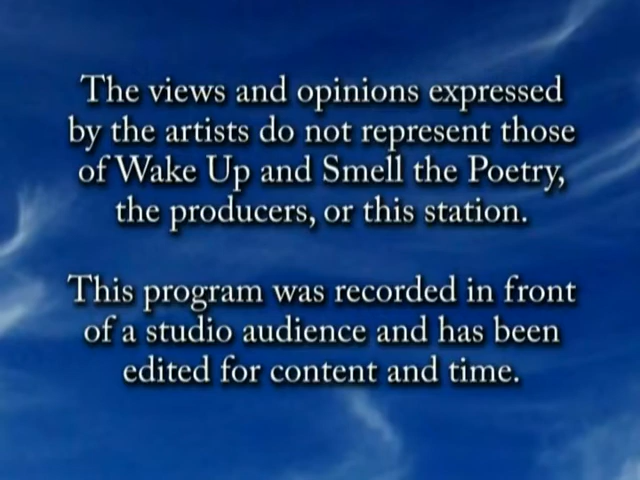 The views and opinions expressed
by the artists do not represent those
of Wake Up and Smell the Poetry,
the producers, or this station.
This program was recorded in front
of a studio audience and has been
edited for content and time.